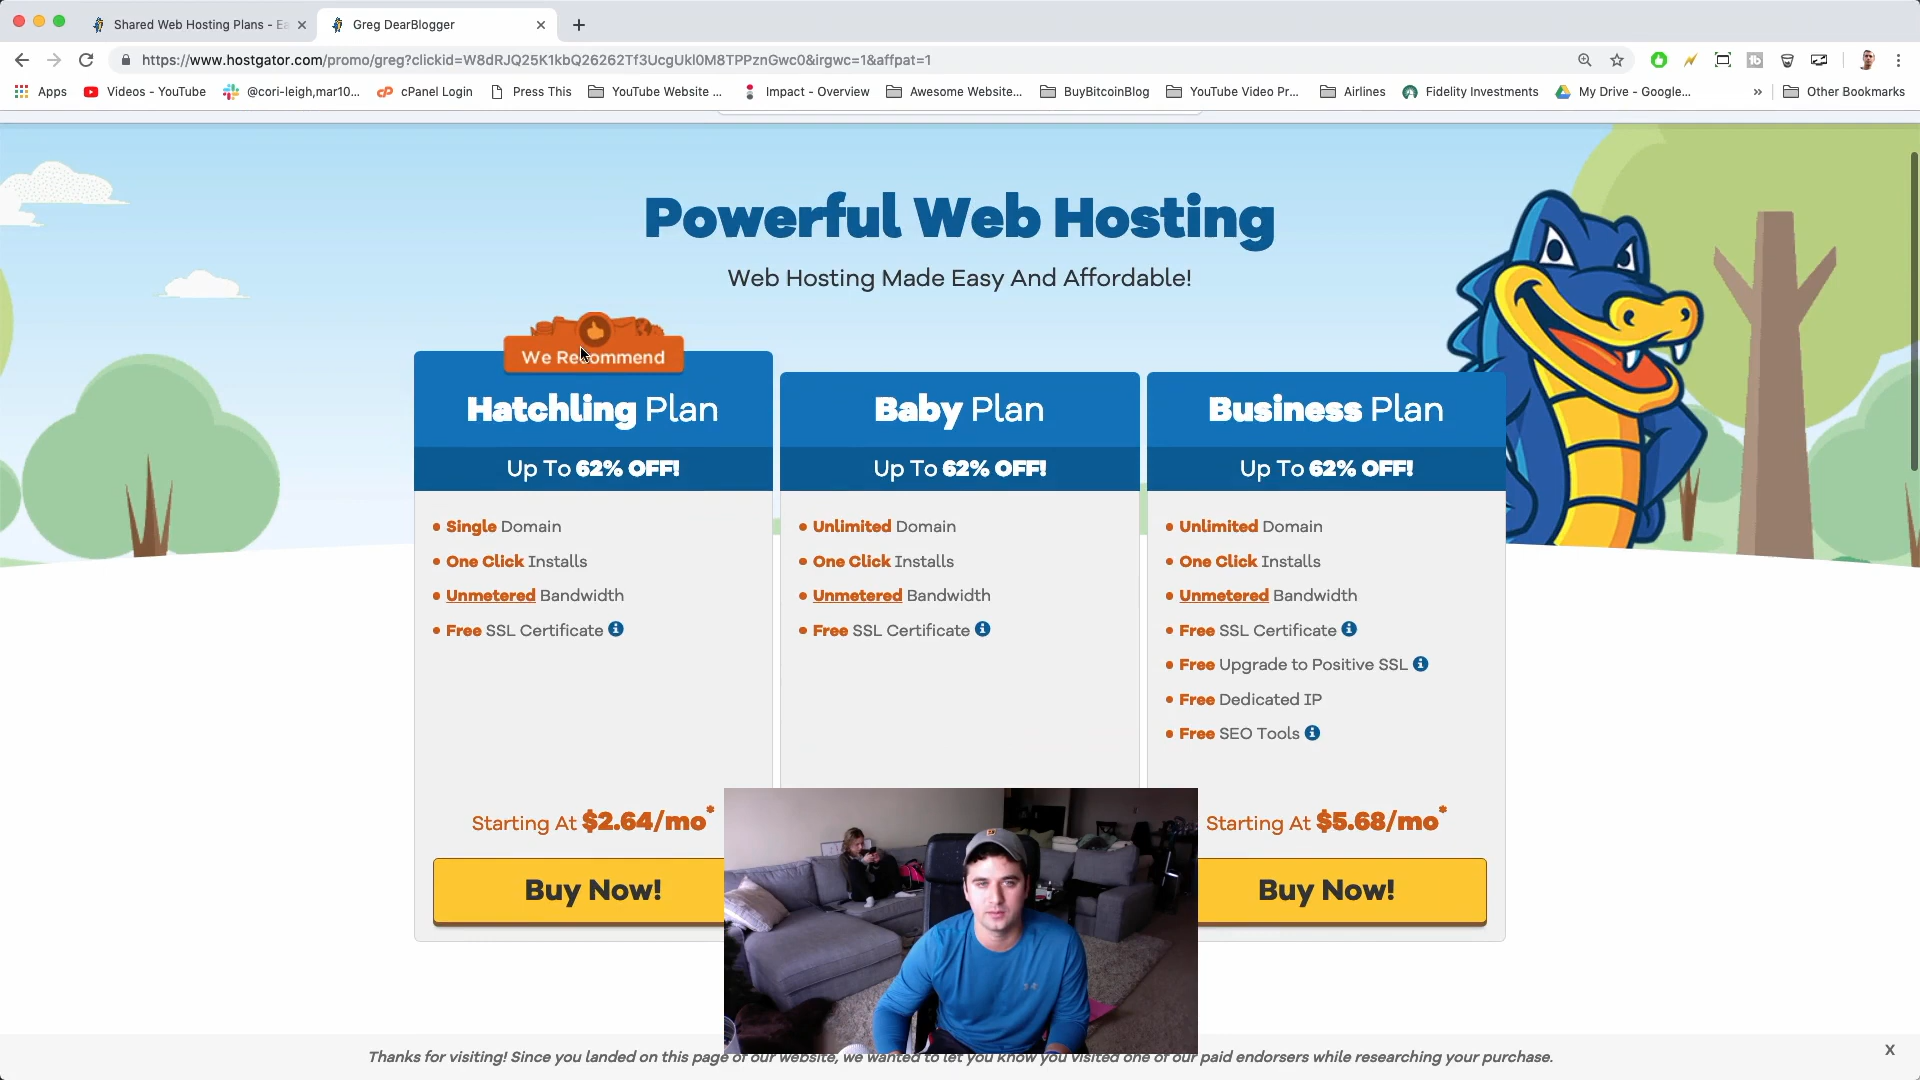 Shared Web Hosting Plans - Ea
Greg DearBlogger
https://www.hostgator.com/promo/greg?clickid=W8dRJQ25K1kbQ26262Tf3UcgUkl0M8TPPznGwc0&irgwc=1&affpat=1
Apps
Videos - YouTube
@cori-leigh,mar10...
cPanel Login
Press This
YouTube Website ...
Impact - Overview
Awesome Website...
BuyBitcoinBlog
YouTube Video Pr...
Airlines
Fidelity Investments
My Drive - Google...
»
Other Bookmarks
Powerful Web Hosting
Web Hosting Made Easy And Affordable!
We Recommend
Hatchling Plan
Up To 62% OFF!
• Single Domain
• One Click Installs
• Unmetered Bandwidth
• Free SSL Certificate
Starting At $2.64/mo*
Buy Now!
Baby Plan
Up To 62% OFF!
• Unlimited Domain
• One Click Installs
• Unmetered Bandwidth
• Free SSL Certificate
Business Plan
Up To 62% OFF!
• Unlimited Domain
• One Click Installs
• Unmetered Bandwidth
• Free SSL Certificate
• Free Upgrade to Positive SSL
• Free Dedicated IP
• Free SEO Tools
Starting At $5.68/mo*
Buy Now!
Thanks for visiting! Since you landed on this page of our website, we wanted to let you know you visited one of our paid endorsers while researching your purchase.
X